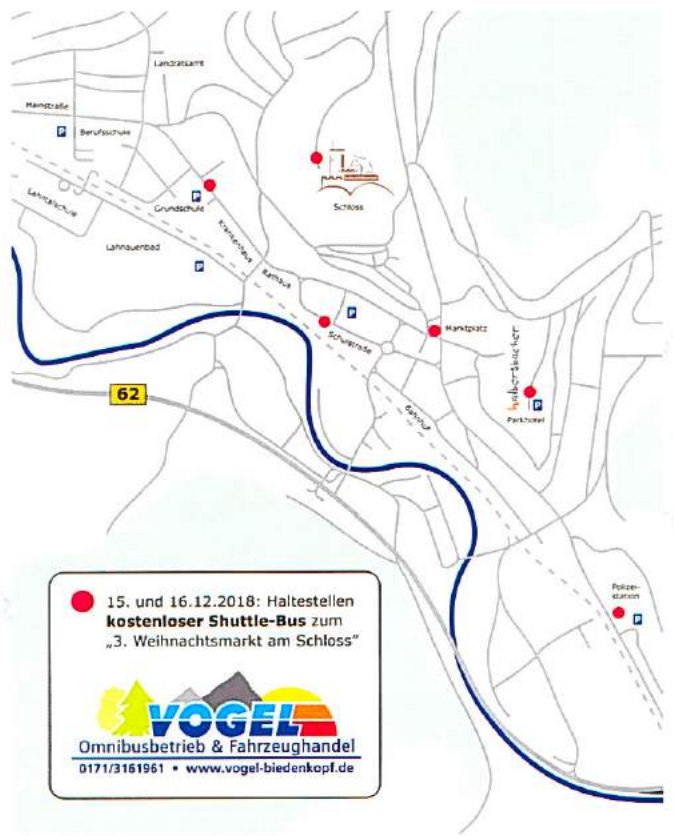 Landratsamt
Hainstraße
P
Berufsschule
Lahntalschule
P
Grundschule
Schloss
Krankenhaus
Lahnauenbad
P
Rathaus
P
Schulstraße
Marktplatz
halbersbacher
P
Parkhotel
62
Bahnhof
Polizei-
station
P
15. und 16.12.2018: Haltestellen
kostenloser Shuttle-Bus zum
„3. Weihnachtsmarkt am Schloss“
VOGEL
Omnibusbetrieb & Fahrzeughandel
0171/3161961 • www.vogel-biedenkopf.de